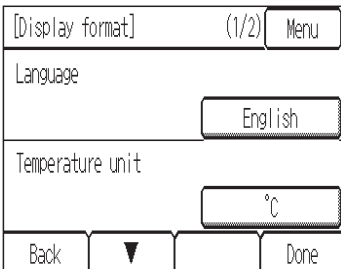 [Display format] (1/2) Menu
Language
English
Temperature unit
°C
Back ▼ Done